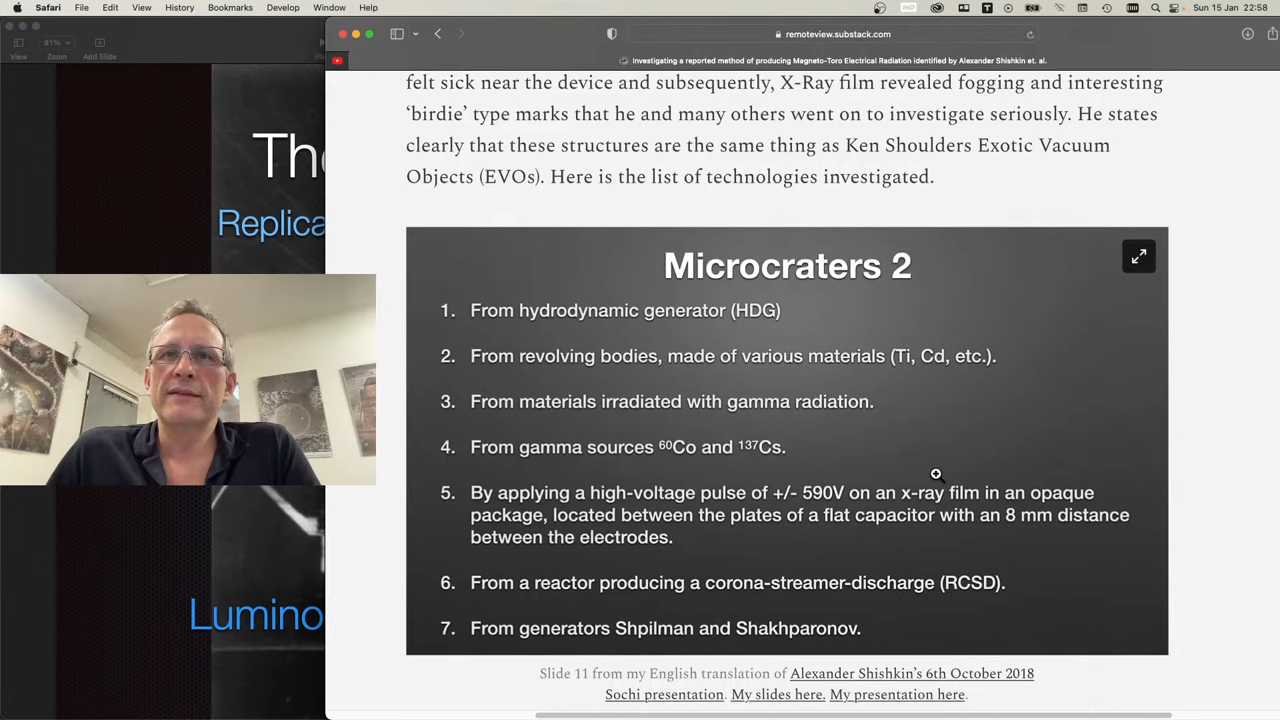 Safari File Edit View History Bookmarks Develop Window Help
Sun 15 Jan 22:58
91%
View Zoom Add Slide
remoteview.substack.com
Investigating a reported method of producing Magneto-Toro Electrical Radiation identified by Alexander Shishkin et. al.
Th
Replica
Lumino
felt sick near the device and subsequently, X-Ray film revealed fogging and interesting
‘birdie’ type marks that he and many others went on to investigate seriously. He states
clearly that these structures are the same thing as Ken Shoulders Exotic Vacuum
Objects (EVOs). Here is the list of technologies investigated.
Microcraters 2
1. From hydrodynamic generator (HDG)
2. From revolving bodies, made of various materials (Ti, Cd, etc.).
3. From materials irradiated with gamma radiation.
4. From gamma sources ⁶⁰Co and ¹³⁷Cs.
5. By applying a high-voltage pulse of +/- 590V on an x-ray film in an opaque
package, located between the plates of a flat capacitor with an 8 mm distance
between the electrodes.
6. From a reactor producing a corona-streamer-discharge (RCSD).
7. From generators Shpilman and Shakhparonov.
Slide 11 from my English translation of Alexander Shishkin’s 6th October 2018
Sochi presentation. My slides here. My presentation here.